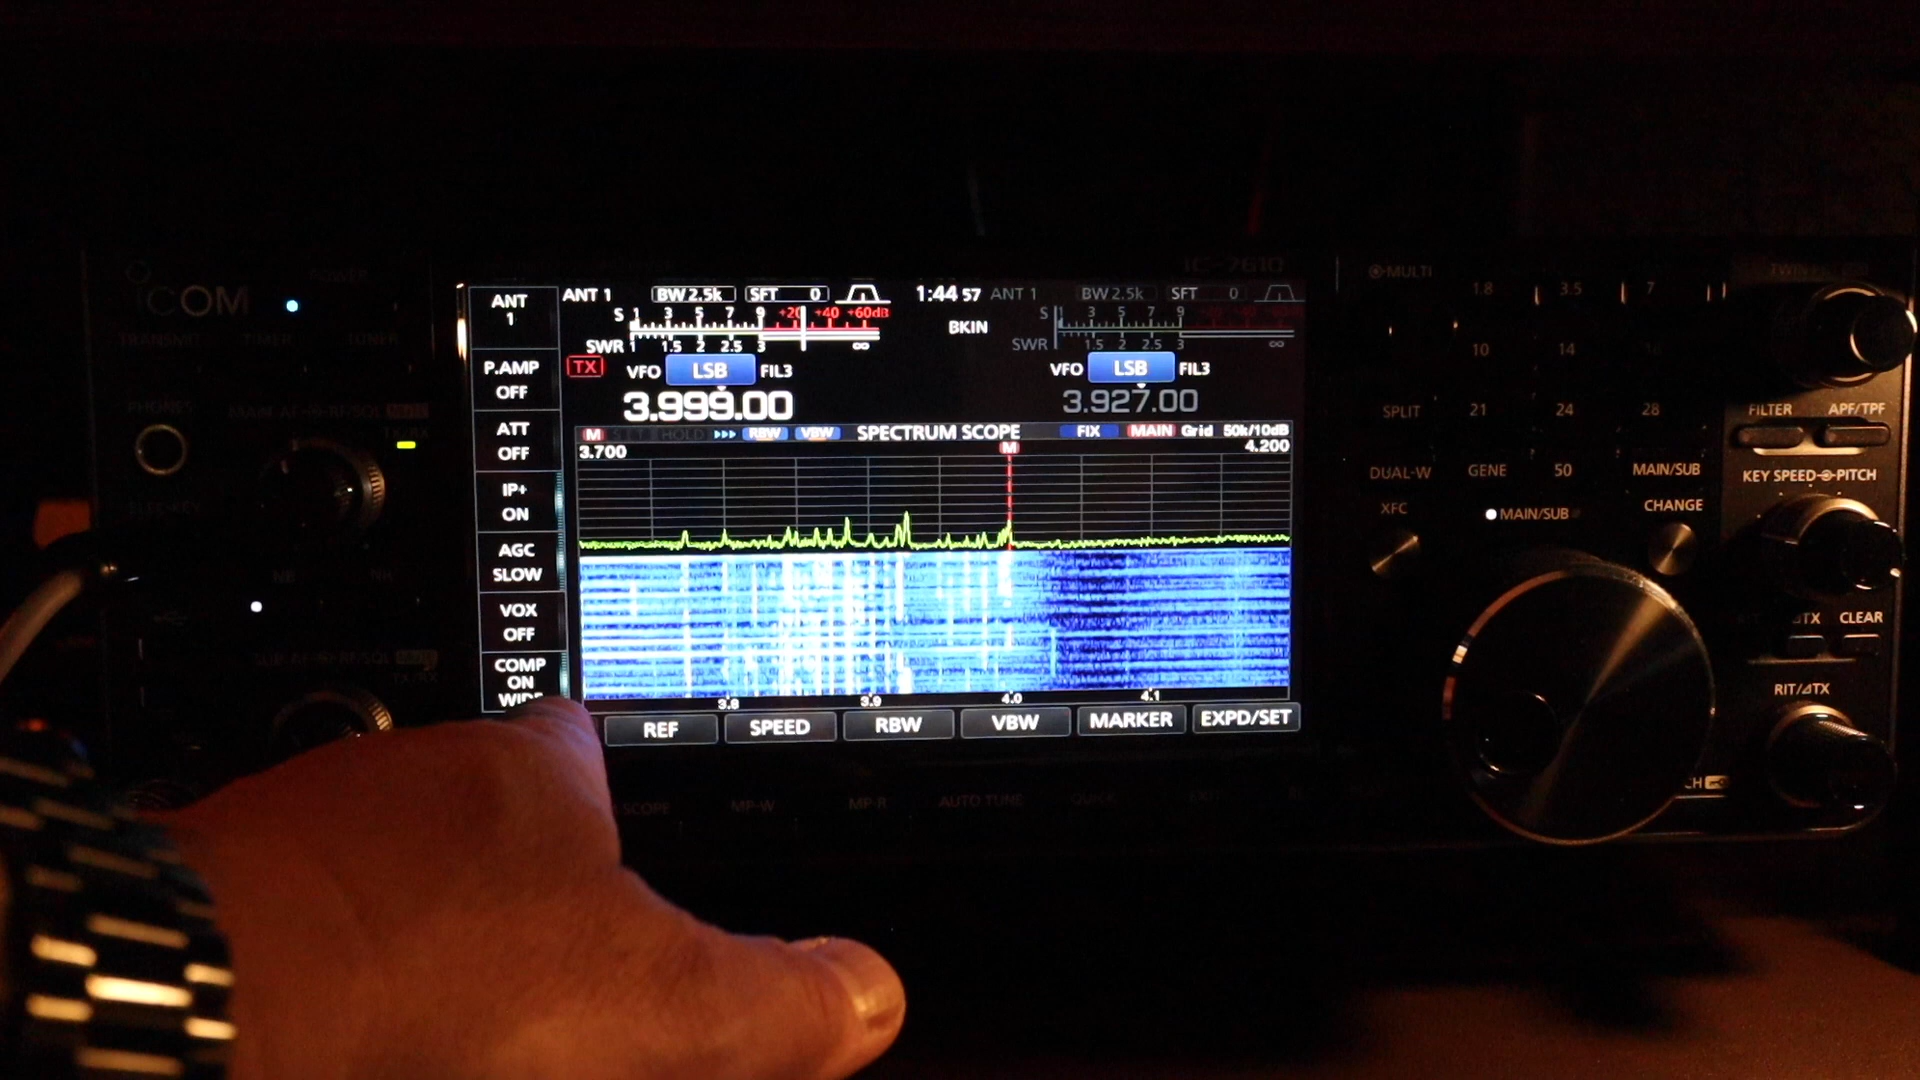 ICOM
POWER
IC-7610
TRANSMIT TIMER TUNER
PHONES
ELEC-KEY
NB NR
ANT
1
P.AMP
OFF
ATT
OFF
IP+
ON
AGC
SLOW
VOX
OFF
COMP
ON
WIDE
ANT 1 BW 2.5k SFT 0 1:44 57 ANT 1 BW 2.5k SFT 0
S 1 3 5 7 9 +20 +40 +60dB BKIN S 1 3 5 7 9
SWR 1 1.5 2 2.5 3 ∞ SWR 1.5 2 2.5 3 ∞
TX VFO LSB FIL3 VFO LSB FIL3
3.999.00 3.927.00
M HOLD RBW VBW SPECTRUM SCOPE FIX MAIN Grid 50k/10dB
3.700 M 4.200
3.8 3.9 4.0 4.1
REF SPEED RBW VBW MARKER EXPD/SET
SCOPE MP-W MP-R AUTO TUNE QUICK EXIT
MULTI
1.8 3.5 7
10 14
SPLIT 21 24 28
DUAL-W GENE 50 MAIN/SUB
XFC MAIN/SUB CHANGE
FILTER APF/TPF
KEY SPEED PITCH
CLEAR
RIT/⊿TX